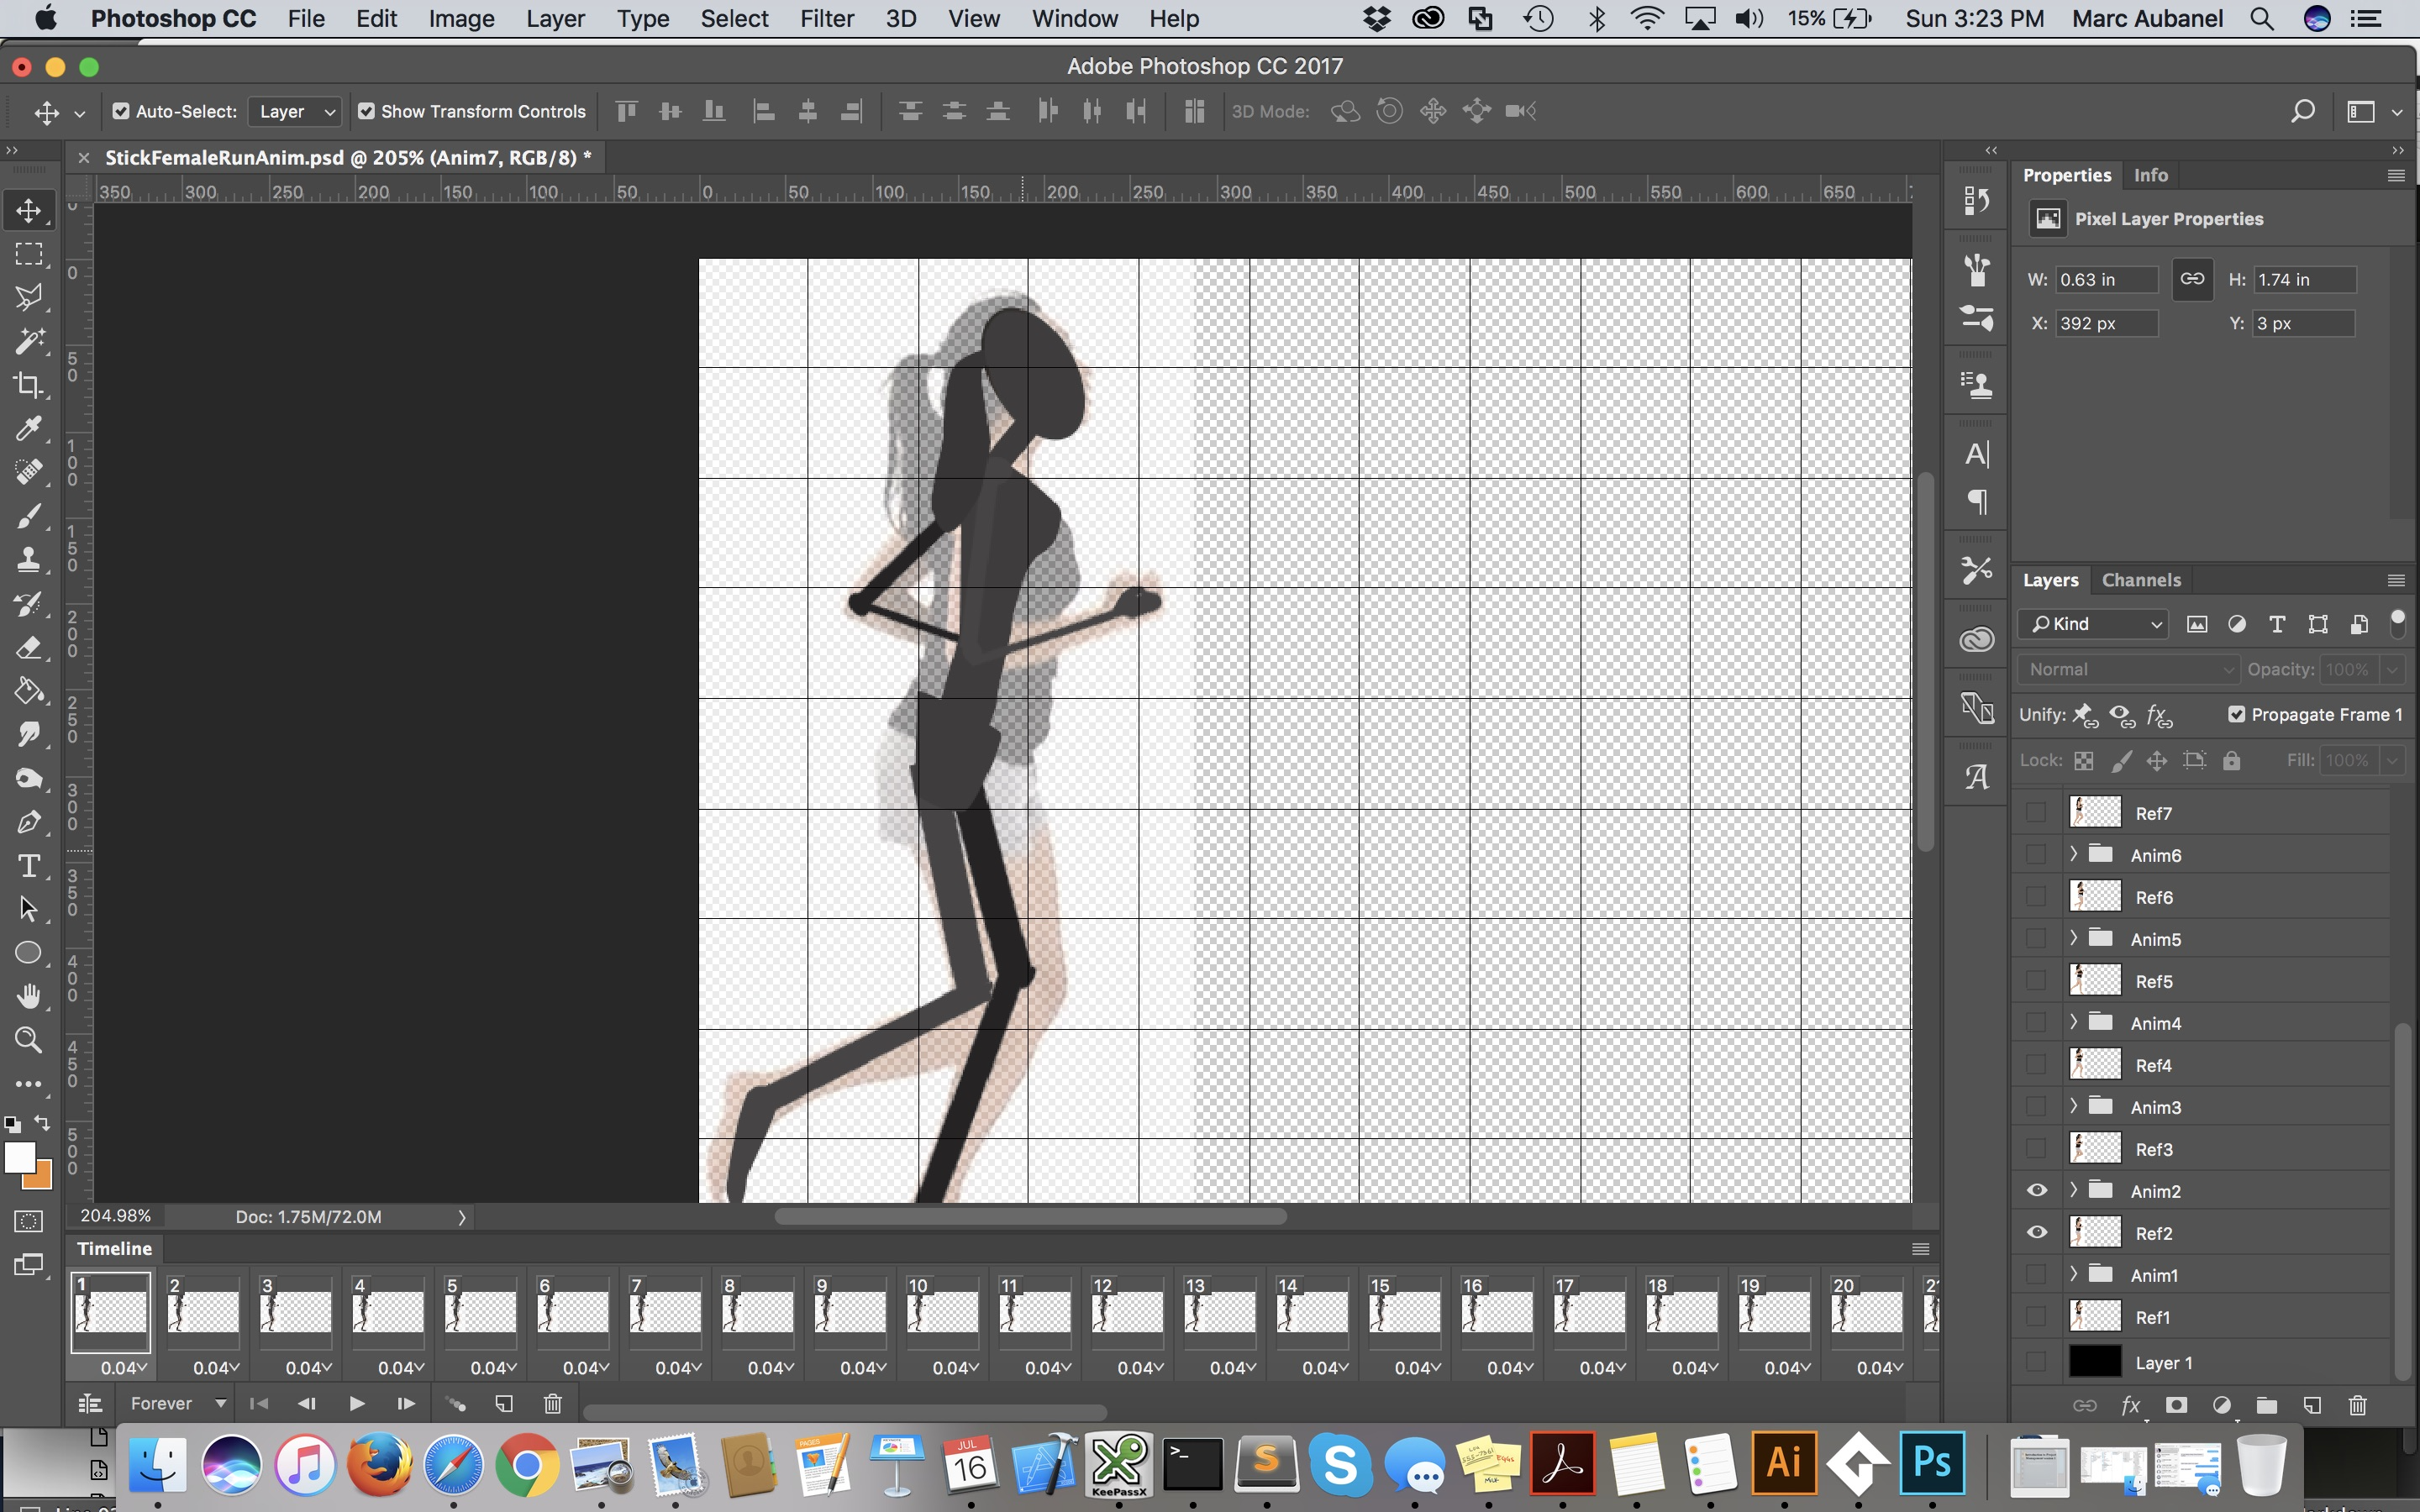 Photoshop CC File Edit Image Layer Type Select Filter 3D View Window Help 15% Sun 3:23 PM Marc Aubanel
Adobe Photoshop CC 2017
Auto-Select: Layer Show Transform Controls 3D Mode:
StickFemaleRunAnim.psd @ 205% (Anim7, RGB/8) *
350 300 250 200 150 100 50 0 50 100 150 200 250 300 350 400 450 500 550 600 650
0
50
100
150
200
250
300
350
400
450
500
Properties Info
Pixel Layer Properties
W: 0.63 in H: 1.74 in
X: 392 px Y: 3 px
Layers Channels
Kind
Normal Opacity: 100%
Unify: Propagate Frame 1
Lock: Fill: 100%
Ref7
Anim6
Ref6
Anim5
Ref5
Anim4
Ref4
Anim3
Ref3
Anim2
Ref2
Anim1
Ref1
Layer 1
fx
204.98% Doc: 1.75M/72.0M
Timeline
1 2 3 4 5 6 7 8 9 10 11 12 13 14 15 16 17 18 19 20
0.04 0.04 0.04 0.04 0.04 0.04 0.04 0.04 0.04 0.04 0.04 0.04 0.04 0.04 0.04 0.04 0.04 0.04 0.04 0.04
Forever
PAGES
JUL
16
KeePassX
Ai
Ps